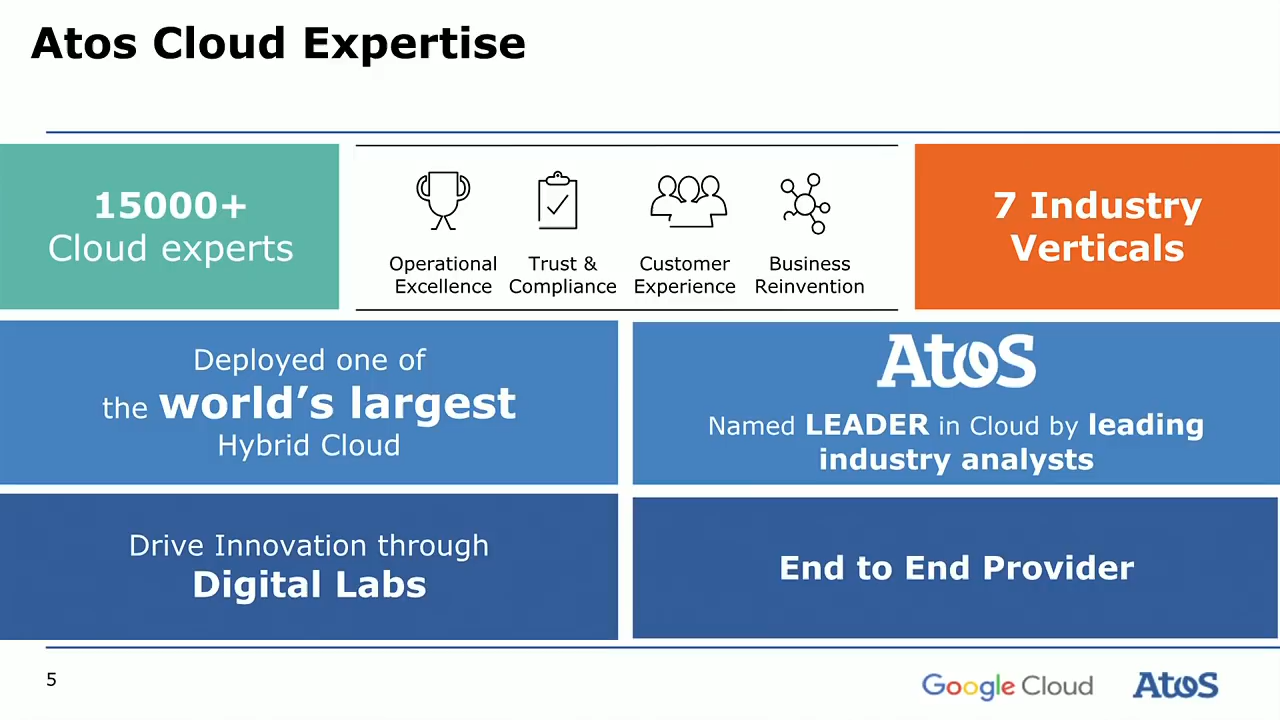 Atos Cloud Expertise
15000+
Cloud experts
Operational
Excellence
Trust &
Compliance
Customer
Experience
Business
Reinvention
7 Industry
Verticals
Deployed one of
the world’s largest
Hybrid Cloud
Atos
Named LEADER in Cloud by leading
industry analysts
Drive Innovation through
Digital Labs
End to End Provider
5
Google Cloud
Atos